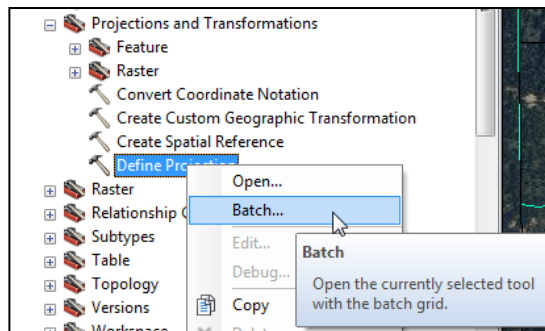 Projections and Transformations
Feature
Raster
Convert Coordinate Notation
Create Custom Geographic Transformation
Create Spatial Reference
Define Projection
Raster
Open...
Relationship
Batch...
Subtypes
Edit...
Batch
Table
Debug...
Open the currently selected tool
with the batch grid.
Topology
Versions
Copy
Workspace